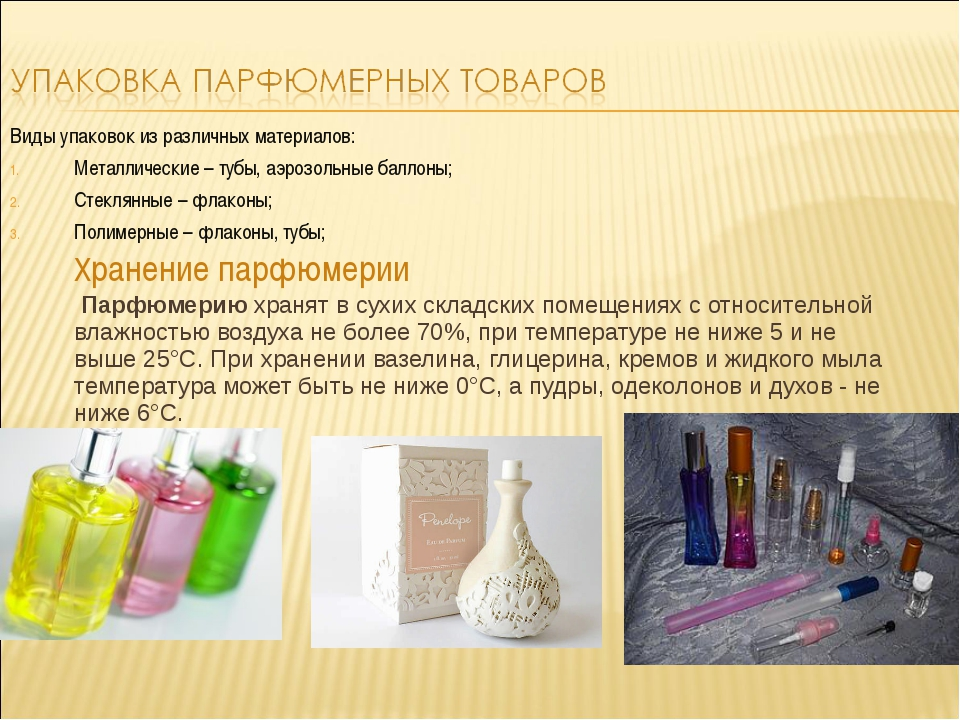 УПАКОВКА ПАРФЮМЕРНЫХ ТОВАРОВ
Виды упаковок из различных материалов:
1. Металлические – тубы, аэрозольные баллоны;
2. Стеклянные – флаконы;
3. Полимерные – флаконы, тубы;
Хранение парфюмерии
Парфюмерию хранят в сухих складских помещениях с относительной
влажностью воздуха не более 70%, при температуре не ниже 5 и не
выше 25°С. При хранении вазелина, глицерина, кремов и жидкого мыла
температура может быть не ниже 0°С, а пудры, одеколонов и духов - не
ниже 6°С.
Penelope
EAU DE PARFUM